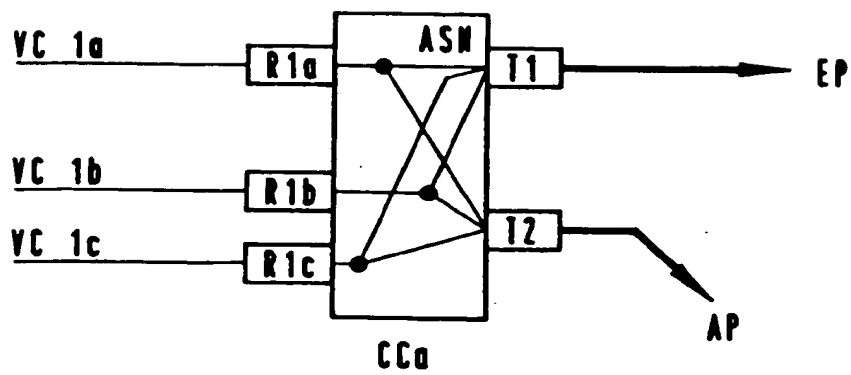 VC 1a
R1a
ASN
T1
EP
VC 1b
R1b
VC 1c
R1c
T2
AP
CCa